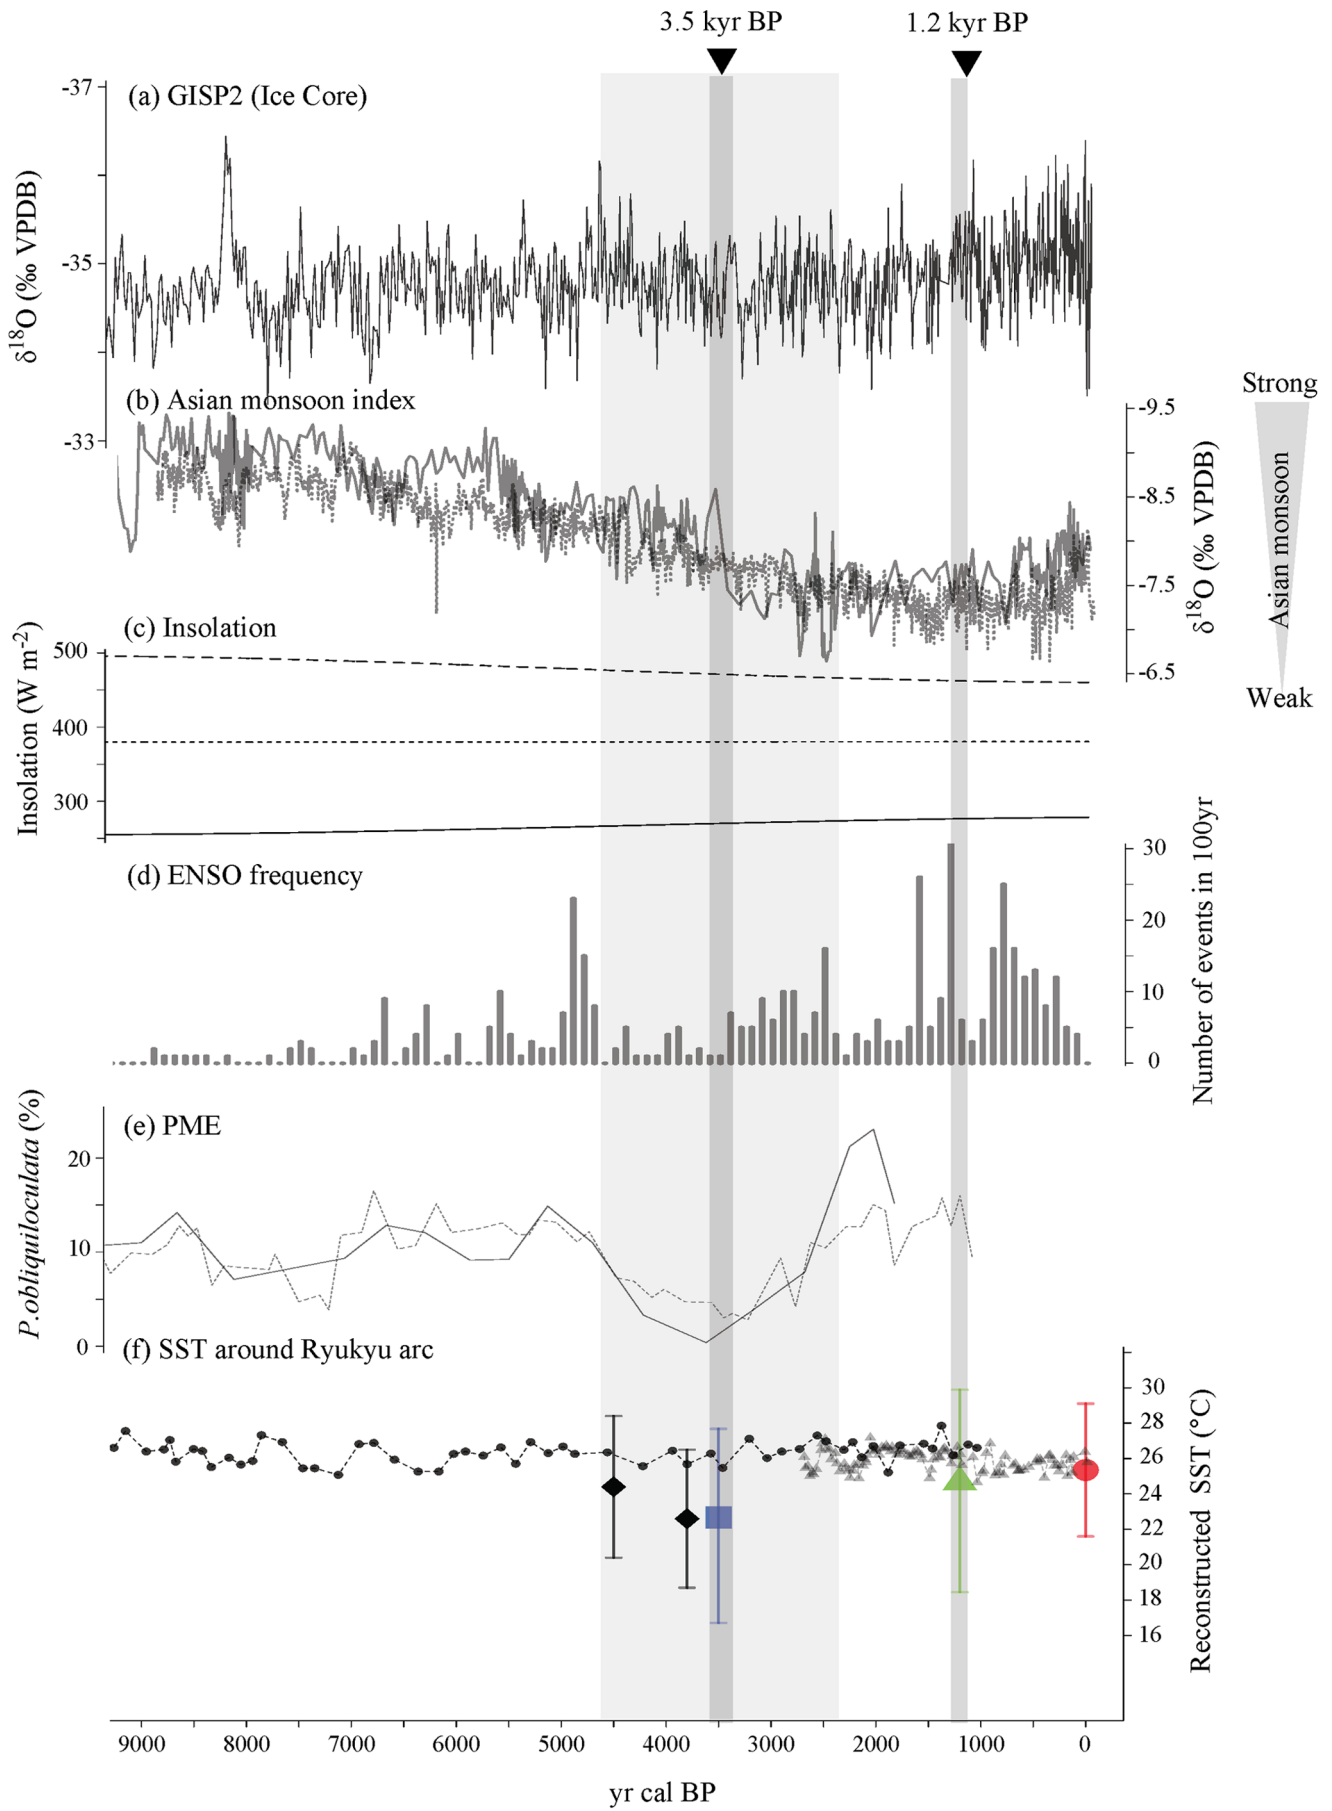 3.5 kyr BP
1.2 kyr BP
(a) GISP2 (Ice Core)
-37
-35
-33
δ18O (‰ VPDB)
(b) Asian monsoon index
-9.5
-8.5
-7.5
-6.5
δ18O (‰ VPDB)
Strong
Asian monsoon
Weak
(c) Insolation
500
400
300
Insolation (W m-2)
(d) ENSO frequency
30
20
10
0
Number of events in 100yr
(e) PME
20
10
0
P.obliquiloculata (%)
(f) SST around Ryukyu arc
30
28
26
24
22
20
18
16
Reconstructed SST (°C)
9000 8000 7000 6000 5000 4000 3000 2000 1000 0
yr cal BP